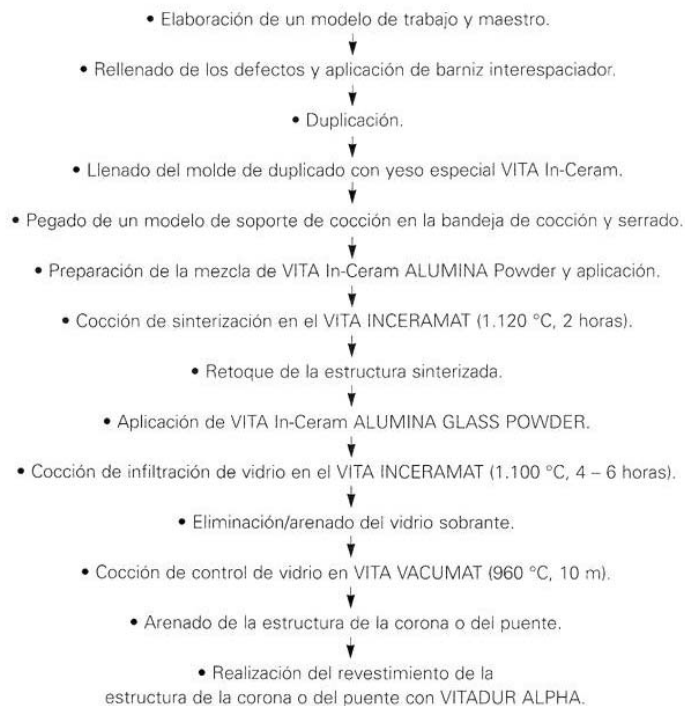 • Elaboración de un modelo de trabajo y maestro.
• Rellenado de los defectos y aplicación de barniz interespaciador.
• Duplicación.
• Llenado del molde de duplicado con yeso especial VITA In-Ceram.
• Pegado de un modelo de soporte de cocción en la bandeja de cocción y serrado.
• Preparación de la mezcla de VITA In-Ceram ALUMINA Powder y aplicación.
• Cocción de sinterización en el VITA INCERAMAT (1.120 °C, 2 horas).
• Retoque de la estructura sinterizada.
• Aplicación de VITA In-Ceram ALUMINA GLASS POWDER.
• Cocción de infiltración de vidrio en el VITA INCERAMAT (1.100 °C, 4 – 6 horas).
• Eliminación/arenado del vidrio sobrante.
• Cocción de control de vidrio en VITA VACUMAT (960 °C, 10 m).
• Arenado de la estructura de la corona o del puente.
• Realización del revestimiento de la
estructura de la corona o del puente con VITADUR ALPHA.